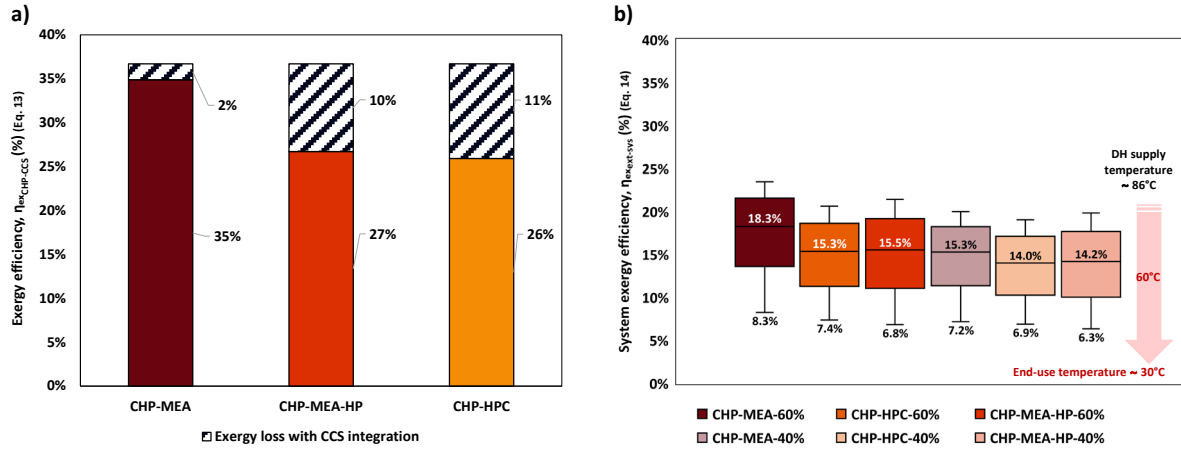 a)
Exergy efficiency, ηexCHP-CCS (%) (Eq. 13)
40%
35%
30%
25%
20%
15%
10%
5%
0%
2%
10%
11%
35%
27%
26%
CHP-MEA
CHP-MEA-HP
CHP-HPC
Exergy loss with CCS integration
b)
System exergy efficiency, ηexext-sys (%) (Eq. 14)
40%
35%
30%
25%
20%
15%
10%
5%
0%
18.3%
15.3%
15.5%
15.3%
14.0%
14.2%
8.3%
7.4%
6.8%
7.2%
6.9%
6.3%
DH supply
temperature
~ 86°C
60°C
End-use temperature ~ 30°C
CHP-MEA-60%
CHP-HPC-60%
CHP-MEA-HP-60%
CHP-MEA-40%
CHP-HPC-40%
CHP-MEA-HP-40%